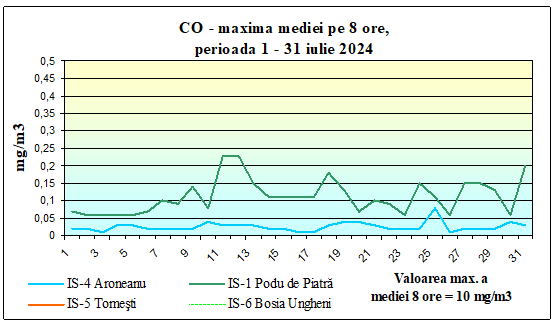 CO - maxima mediei pe 8 ore,
perioada 1 - 31 iulie 2024
mg/m3
0,5
0,45
0,4
0,35
0,3
0,25
0,2
0,15
0,1
0,05
0
1 3 5 7 9 11 13 15 17 19 21 23 25 27 29 31
IS-4 Aroneanu IS-1 Podu de Piatră
IS-5 Tomești IS-6 Bosia Ungheni
Valoarea max. a
mediei 8 ore = 10 mg/m3